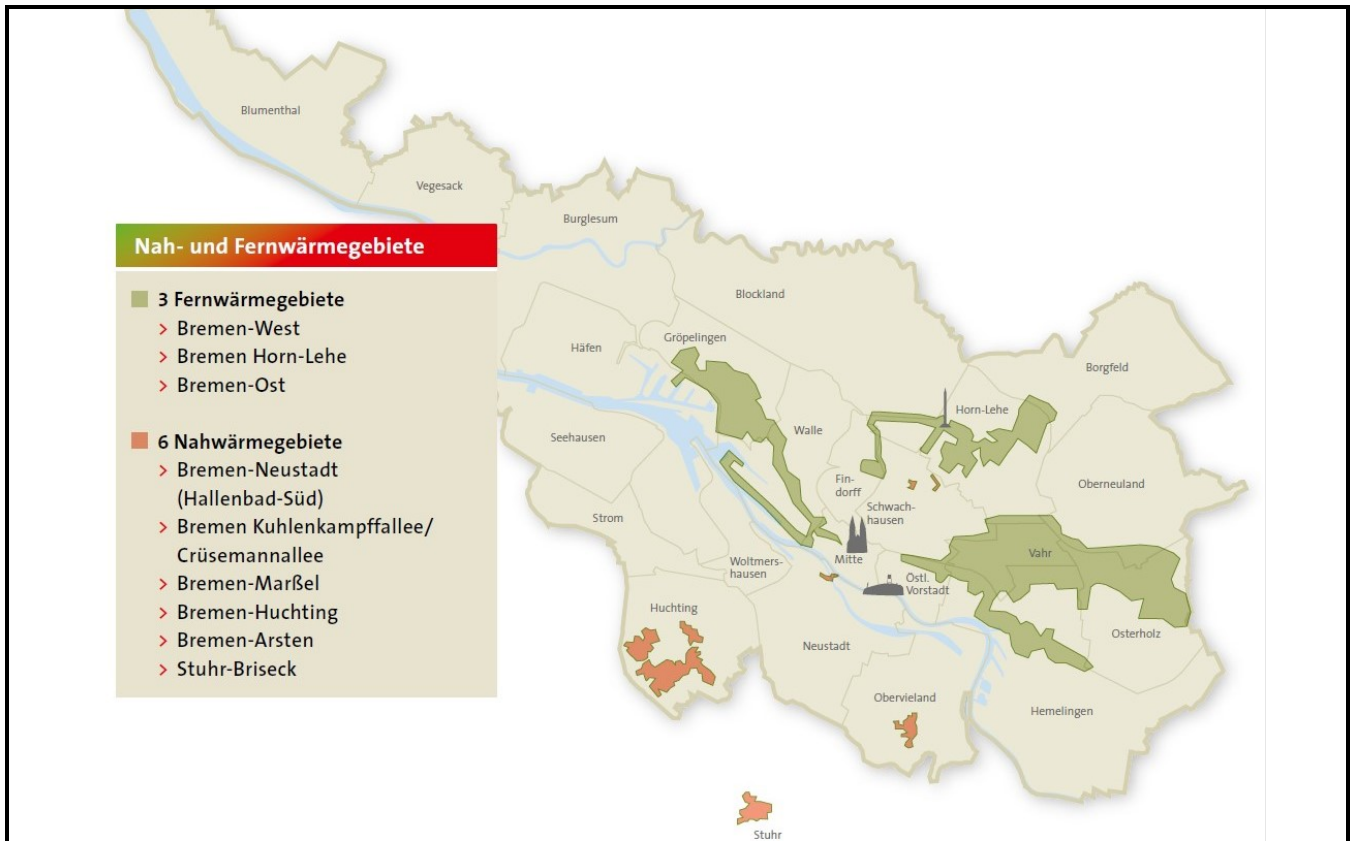 Blumenthal
Vegesack
Burglesum
Nah- und Fernwärmegebiete
3 Fernwärmegebiete
> Bremen-West
> Bremen Horn-Lehe
> Bremen-Ost
6 Nahwärmegebiete
> Bremen-Neustadt
(Hallenbad-Süd)
> Bremen Kuhlenkampffallee/
Crüsemannallee
> Bremen-Marßel
> Bremen-Huchting
> Bremen-Arsten
> Stuhr-Briseck
Blockland
Gröpelingen
Häfen
Borgfeld
Horn-Lehe
Walle
Seehausen
Fin-
dorff
Oberneuland
Schwach-
hausen
Strom
Vahr
Mitte
Woltmers-
hausen
Östl.
Vorstadt
Huchting
Osterholz
Neustadt
Obervieland
Hemelingen
Stuhr